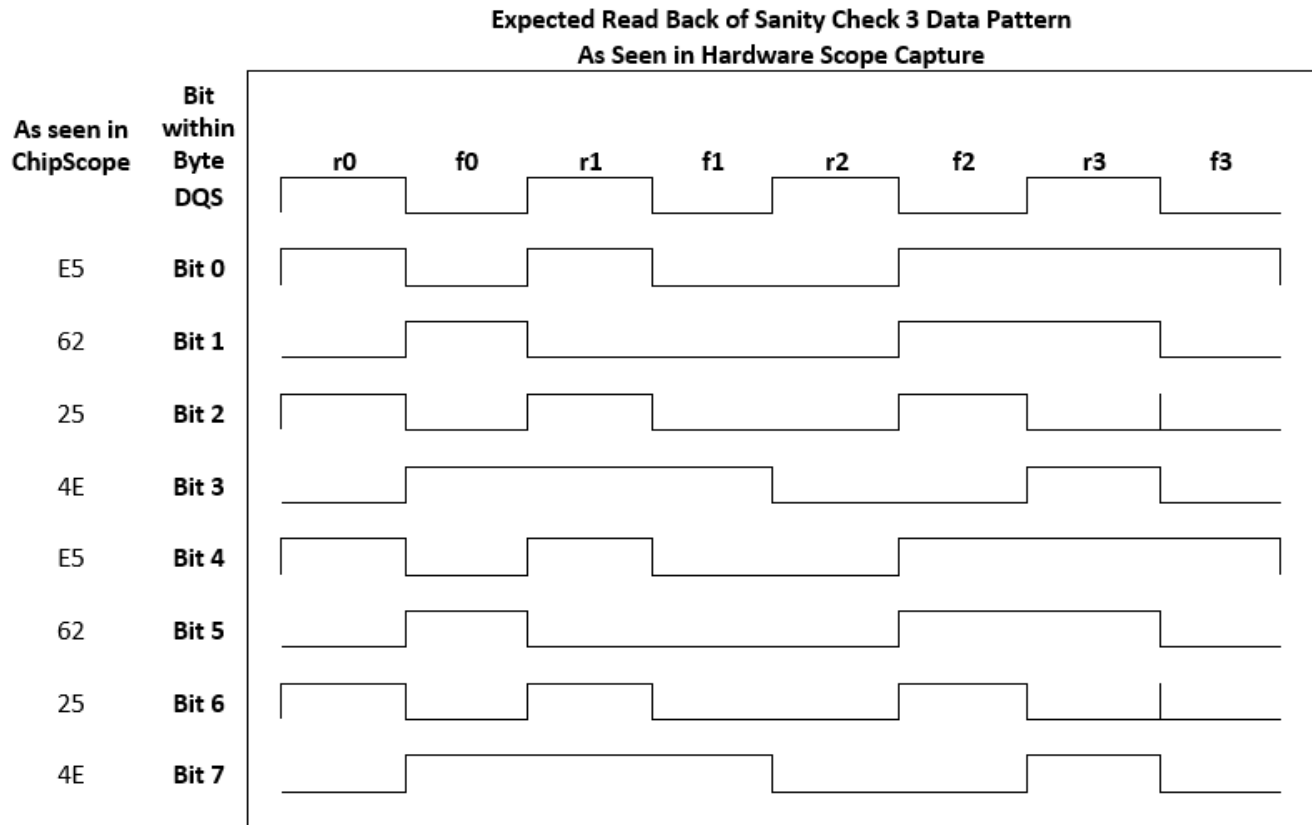 Expected Read Back of Sanity Check 3 Data Pattern
As Seen in Hardware Scope Capture
As seen in
ChipScope
Bit
within
Byte
DQS
r0 f0 r1 f1 r2 f2 r3 f3
E5 Bit 0
62 Bit 1
25 Bit 2
4E Bit 3
E5 Bit 4
62 Bit 5
25 Bit 6
4E Bit 7